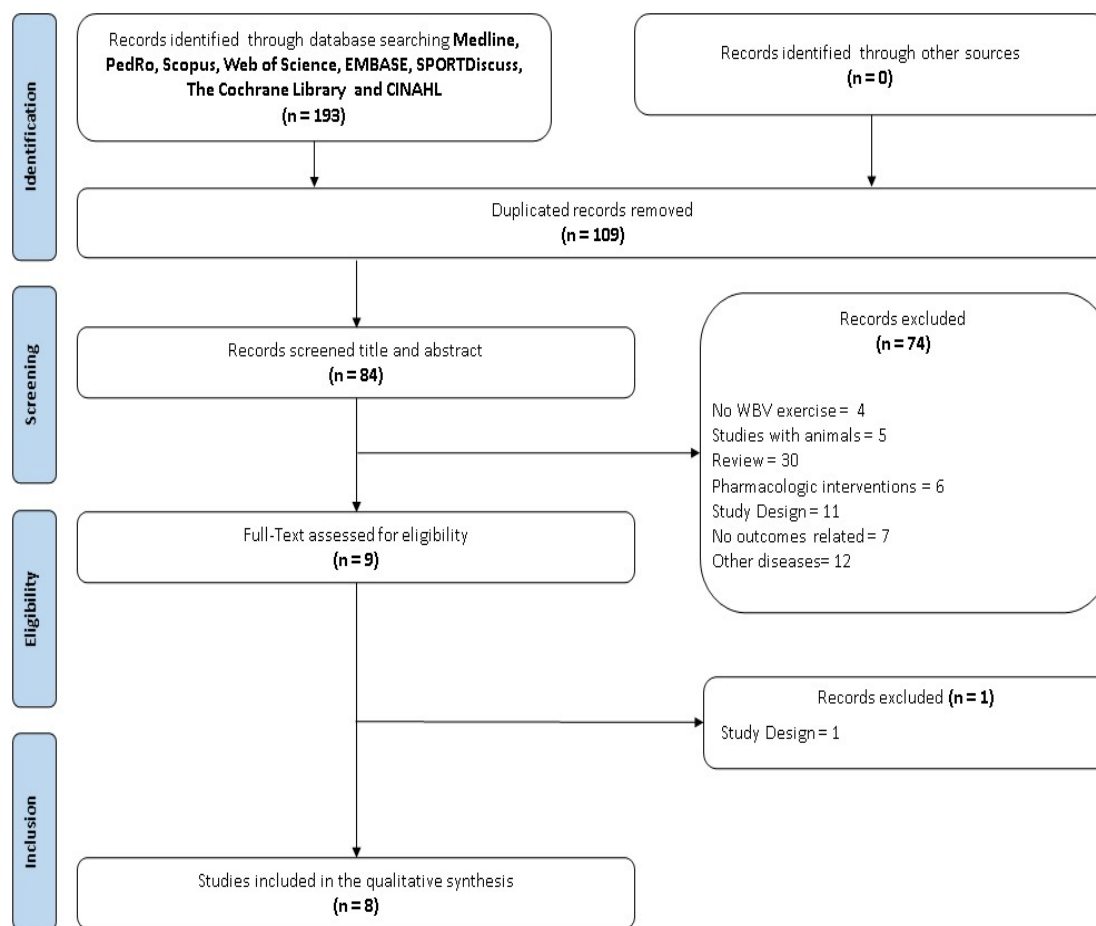 Identification
Records identified through database searching Medline,
PedRo, Scopus, Web of Science, EMBASE, SPORTDiscuss,
The Cochrane Library and CINAHL
(n = 193)
Records identified through other sources
(n = 0)
Duplicated records removed
(n = 109)
Screening
Records screened title and abstract
(n = 84)
Records excluded
(n = 74)
No WBV exercise = 4
Studies with animals = 5
Review = 30
Pharmacologic interventions = 6
Study Design = 11
No outcomes related = 7
Other diseases= 12
Eligibility
Full-Text assessed for eligibility
(n = 9)
Records excluded (n = 1)
Study Design = 1
Inclusion
Studies included in the qualitative synthesis
(n = 8)